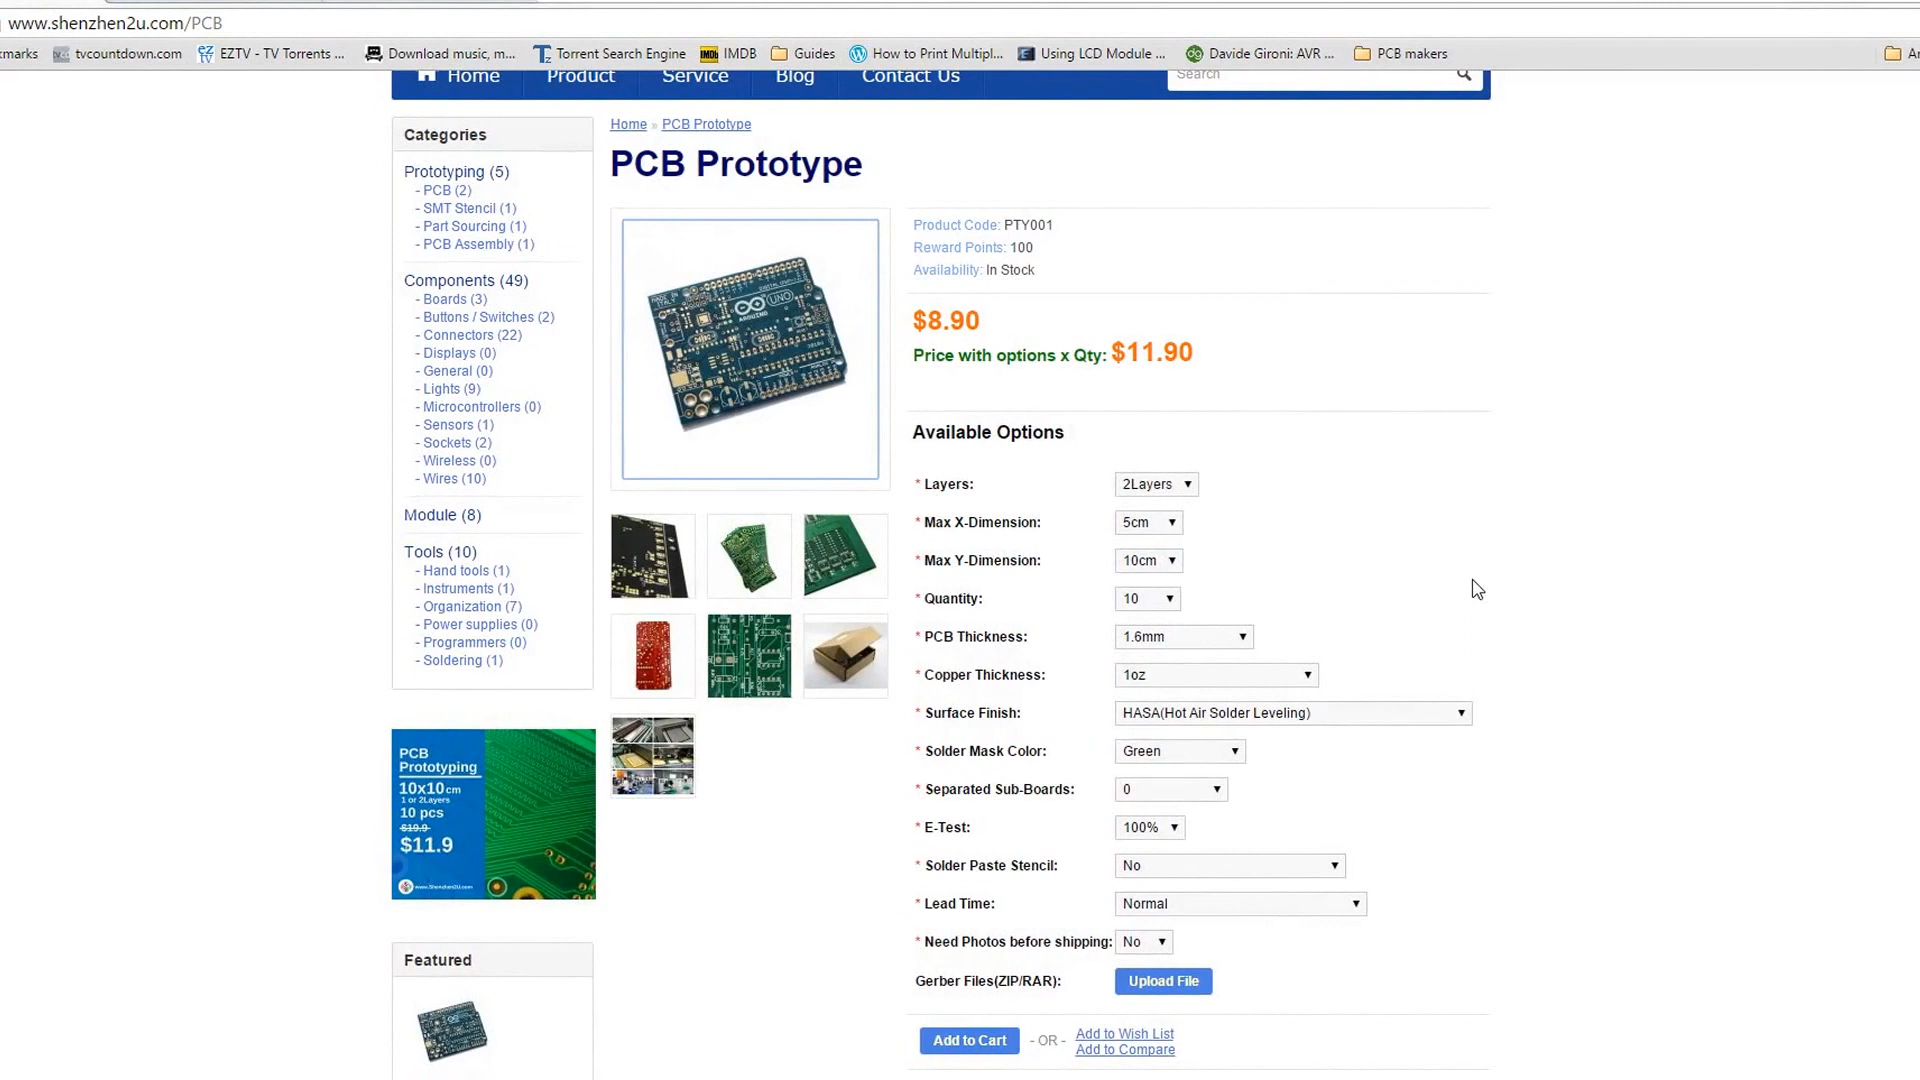 www.shenzhen2u.com/PCB
kmarks tvcountdown.com EZTV - TV Torrents ... Download music, m... Torrent Search Engine IMDB Guides How to Print Multipl... Using LCD Module ... Davide Gironi: AVR ... PCB makers Ar
Home Product Service Blog Contact Us Search
Categories
Prototyping (5)
- PCB (2)
- SMT Stencil (1)
- Part Sourcing (1)
- PCB Assembly (1)
Components (49)
- Boards (3)
- Buttons / Switches (2)
- Connectors (22)
- Displays (0)
- General (0)
- Lights (9)
- Microcontrollers (0)
- Sensors (1)
- Sockets (2)
- Wireless (0)
- Wires (10)
Module (8)
Tools (10)
- Hand tools (1)
- Instruments (1)
- Organization (7)
- Power supplies (0)
- Programmers (0)
- Soldering (1)
PCB
Prototyping
10x10cm
1 or 2Layers
10 pcs
$19.9
$11.9
www.Shenzhen2U.com
Featured
Home » PCB Prototype
PCB Prototype
MADE IN
ITALY
UNO
ARDUINO
Product Code: PTY001
Reward Points: 100
Availability: In Stock
$8.90
Price with options x Qty: $11.90
Available Options
* Layers: 2Layers
* Max X-Dimension: 5cm
* Max Y-Dimension: 10cm
* Quantity: 10
* PCB Thickness: 1.6mm
* Copper Thickness: 1oz
* Surface Finish: HASA(Hot Air Solder Leveling)
* Solder Mask Color: Green
* Separated Sub-Boards: 0
* E-Test: 100%
* Solder Paste Stencil: No
* Lead Time: Normal
* Need Photos before shipping: No
Gerber Files(ZIP/RAR): Upload File
Add to Cart - OR - Add to Wish List
Add to Compare